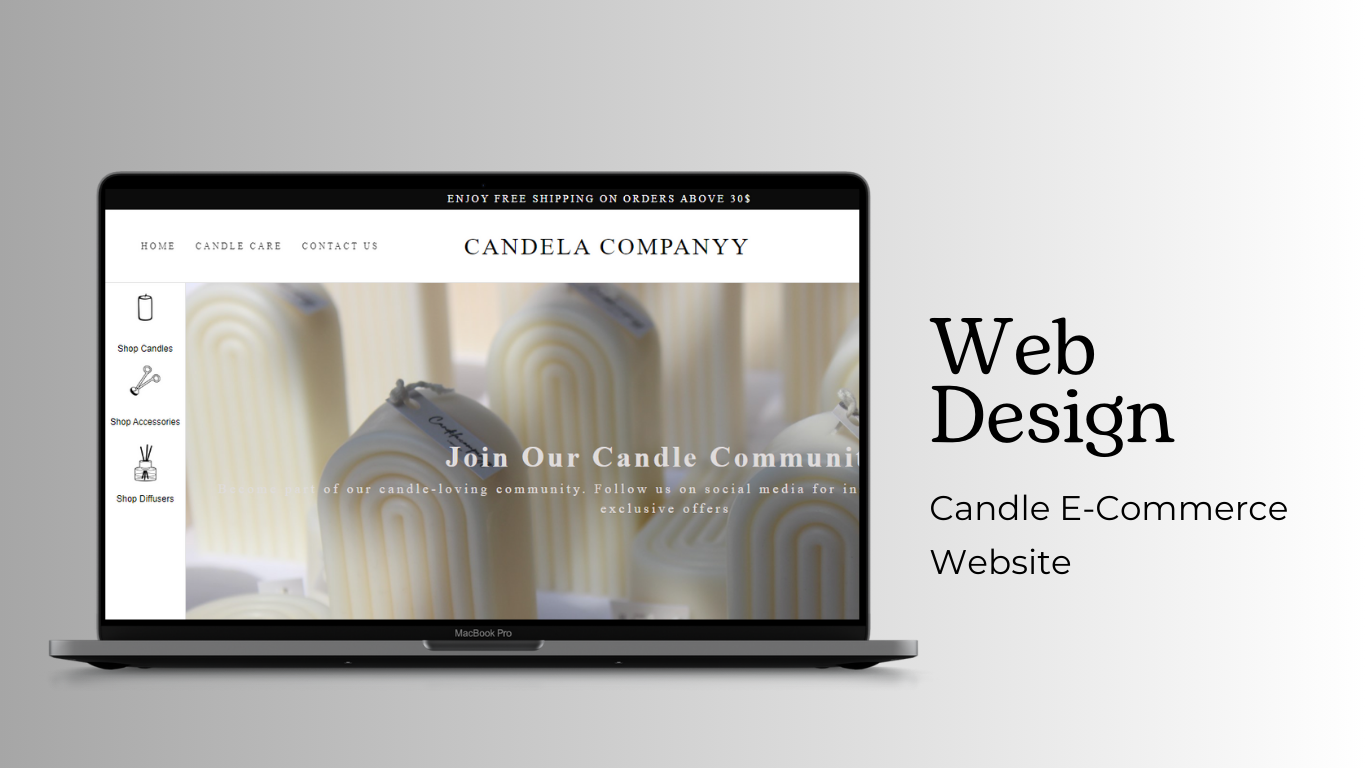 ENJOY FREE SHIPPING ON ORDERS ABOVE 30$
HOME CANDLE CARE CONTACT US
CANDELA COMPANYY
Shop Candles
Shop Accessories
Shop Diffusers
Join Our Candle Communit
of our candle-loving community. Follow us on social media for in
exclusive offers
MacBook Pro
Web
Design
Candle E-Commerce
Website